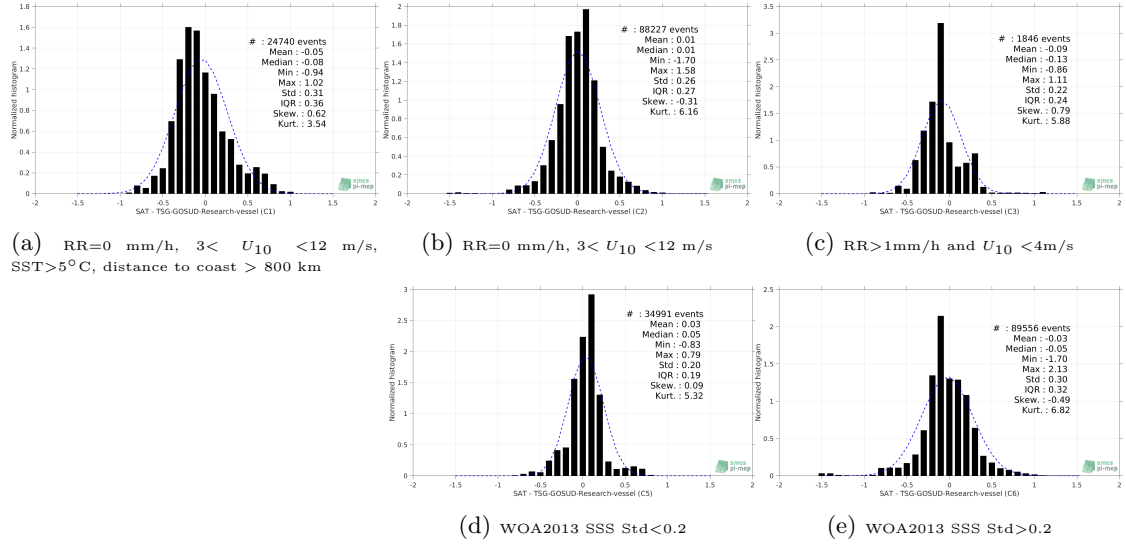 1.8
1.6
1.4
1.2
1
0.8
0.6
0.4
0.2
0
Normalized histogram
# : 24740 events
Mean : -0.05
Median : -0.08
Min : -0.94
Max : 1.02
Std : 0.31
IQR : 0.36
Skew. : 0.62
Kurt. : 3.54
smos
pi-mep
-2 -1.5 -1 -0.5 0 0.5 1 1.5 2
SAT - TSG-GOSUD-Research-vessel (C1)
(a) RR=0 mm/h, 3< U10 <12 m/s,
SST>5°C, distance to coast > 800 km
2
1.8
1.6
1.4
1.2
1
0.8
0.6
0.4
0.2
0
Normalized histogram
# : 88227 events
Mean : 0.01
Median : 0.01
Min : -1.70
Max : 1.58
Std : 0.26
IQR : 0.27
Skew. : -0.31
Kurt. : 6.16
smos
pi-mep
-2 -1.5 -1 -0.5 0 0.5 1 1.5 2
SAT - TSG-GOSUD-Research-vessel (C2)
(b) RR=0 mm/h, 3< U10 <12 m/s
3.5
3
2.5
2
1.5
1
0.5
0
Normalized histogram
# : 1846 events
Mean : -0.09
Median : -0.13
Min : -0.86
Max : 1.11
Std : 0.22
IQR : 0.24
Skew. : 0.79
Kurt. : 5.88
smos
pi-mep
-2 -1.5 -1 -0.5 0 0.5 1 1.5 2
SAT - TSG-GOSUD-Research-vessel (C3)
(c) RR>1mm/h and U10 <4m/s
3
2.5
2
1.5
1
0.5
0
Normalized histogram
# : 34991 events
Mean : 0.03
Median : 0.05
Min : -0.83
Max : 0.79
Std : 0.20
IQR : 0.19
Skew. : 0.09
Kurt. : 5.32
smos
pi-mep
-2 -1.5 -1 -0.5 0 0.5 1 1.5 2
SAT - TSG-GOSUD-Research-vessel (C5)
(d) WOA2013 SSS Std<0.2
2.5
2
1.5
1
0.5
0
Normalized histogram
# : 89556 events
Mean : -0.03
Median : -0.05
Min : -1.70
Max : 2.13
Std : 0.30
IQR : 0.32
Skew. : -0.49
Kurt. : 6.82
smos
pi-mep
-2 -1.5 -1 -0.5 0 0.5 1 1.5 2
SAT - TSG-GOSUD-Research-vessel (C6)
(e) WOA2013 SSS Std>0.2